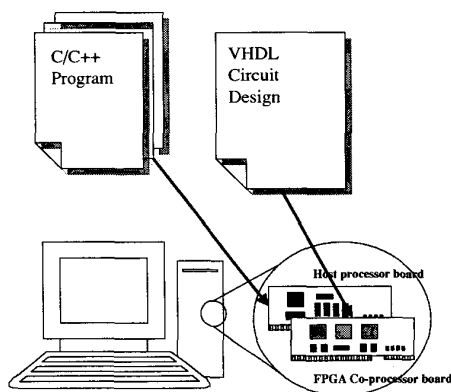 C/C++
Program
VHDL
Circuit
Design
Host processor board
FPGA Co-processor board